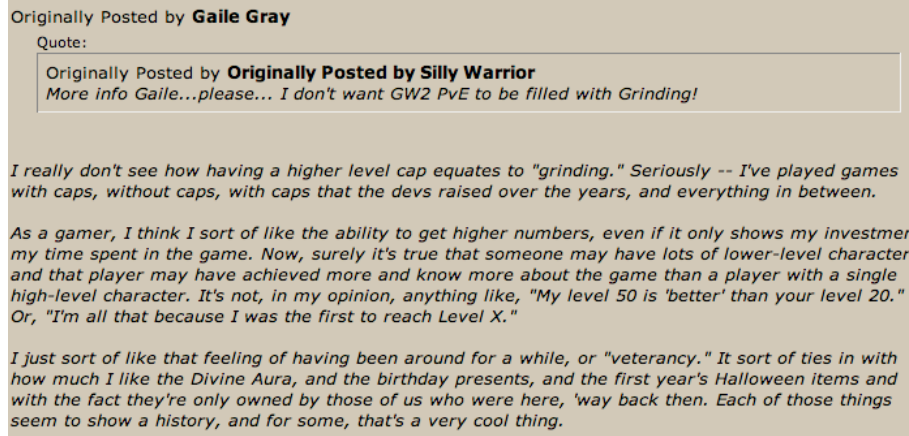 Originally Posted by Gaile Gray
Quote:
Originally Posted by Originally Posted by Silly Warrior
More info Gaile...please... I don't want GW2 PvE to be filled with Grinding!
I really don't see how having a higher level cap equates to "grinding." Seriously -- I've played games
with caps, without caps, with caps that the devs raised over the years, and everything in between.
As a gamer, I think I sort of like the ability to get higher numbers, even if it only shows my investmen
my time spent in the game. Now, surely it's true that someone may have lots of lower-level character
and that player may have achieved more and know more about the game than a player with a single
high-level character. It's not, in my opinion, anything like, "My level 50 is 'better' than your level 20."
Or, "I'm all that because I was the first to reach Level X."
I just sort of like that feeling of having been around for a while, or "veterancy." It sort of ties in with
how much I like the Divine Aura, and the birthday presents, and the first year's Halloween items and
with the fact they're only owned by those of us who were here, 'way back then. Each of those things
seem to show a history, and for some, that's a very cool thing.